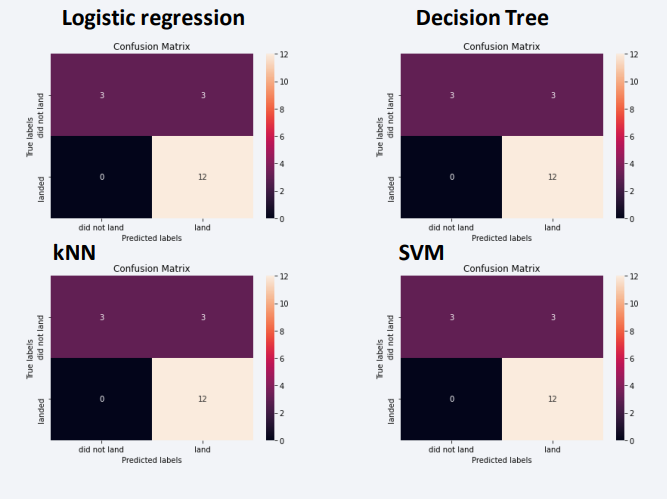 Logistic regression
Confusion Matrix
True labels
did not land
landed
3
3
0
12
did not land
land
Predicted labels
12
10
8
6
4
2
0
Decision Tree
Confusion Matrix
True labels
did not land
landed
3
3
0
12
did not land
land
Predicted labels
12
10
8
6
4
2
0
kNN
Confusion Matrix
True labels
did not land
landed
3
3
0
12
did not land
land
Predicted labels
12
10
8
6
4
2
0
SVM
Confusion Matrix
True labels
did not land
landed
3
3
0
12
did not land
land
Predicted labels
12
10
8
6
4
2
0